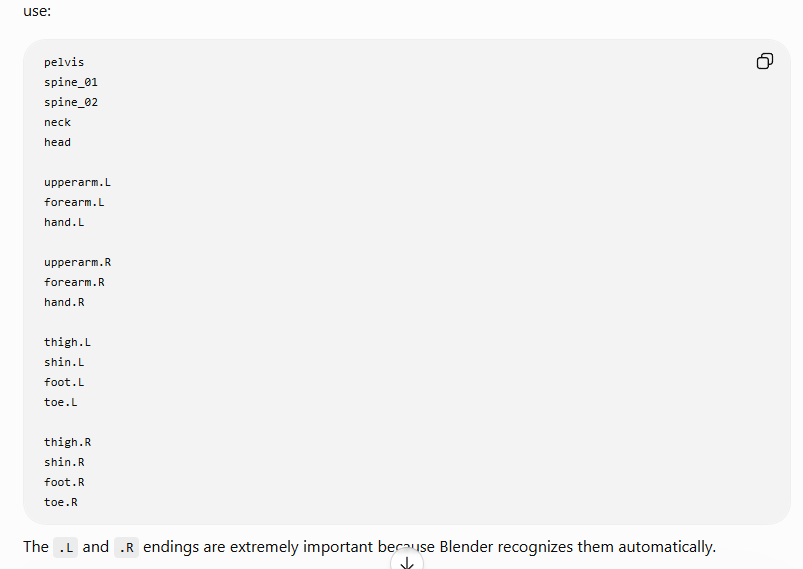 use:
pelvis
spine_01
spine_02
neck
head
upperarm.L
forearm.L
hand.L
upperarm.R
forearm.R
hand.R
thigh.L
shin.L
foot.L
toe.L
thigh.R
shin.R
foot.R
toe.R
The .L and .R endings are extremely important because Blender recognizes them automatically.